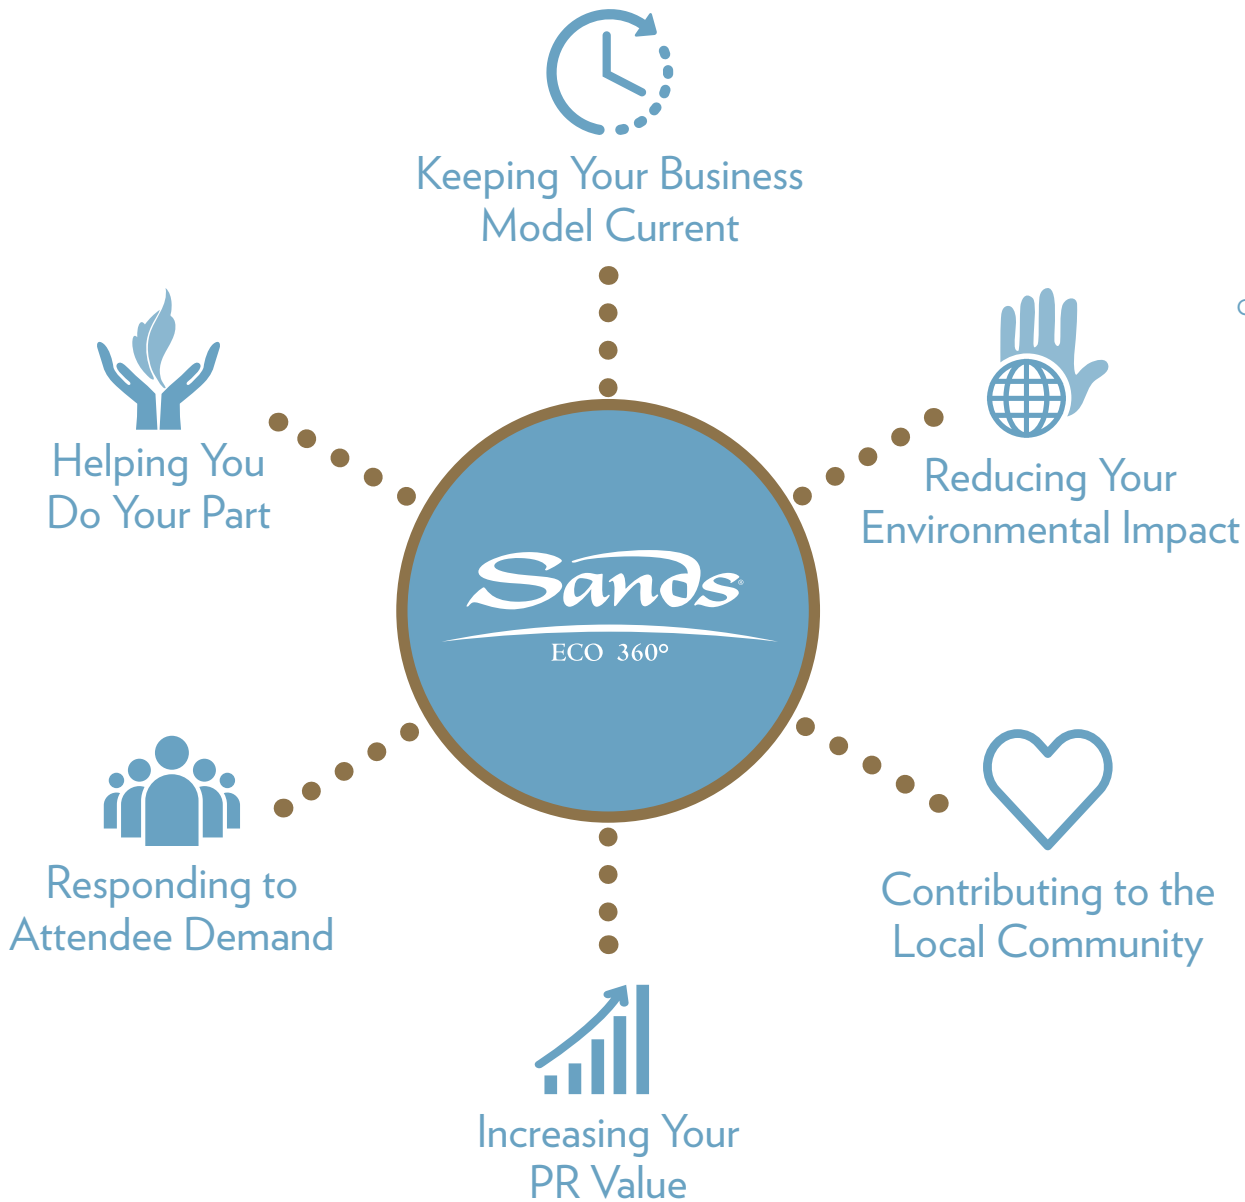 Keeping Your Business
Model Current
Helping You
Do Your Part
Reducing Your
Environmental Impact
Sands®
ECO 360°
Responding to
Attendee Demand
Contributing to the
Local Community
Increasing Your
PR Value